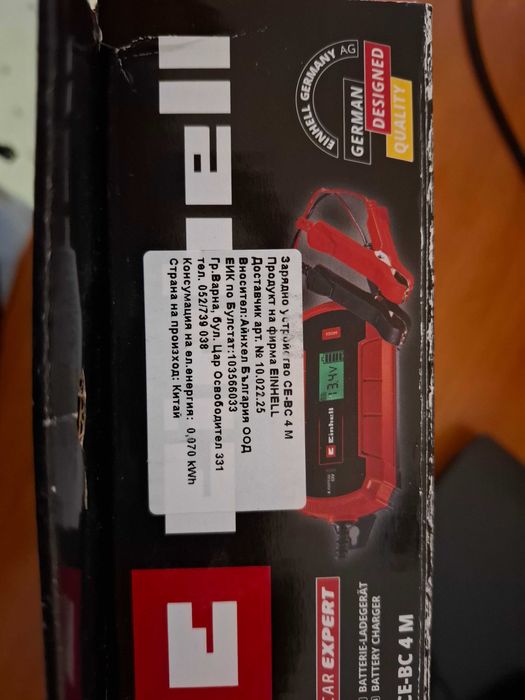 EINHELL GERMANY AG
GERMAN
DESIGNED
QUALITY
Зарядно устройство CE-BC 4 M
Продукт на фирма EINHELL
Доставчик арт. № 10.022.25
Вносител:Айнхел България ООД
ЕИК по Булстат:103566033
Гр.Варна, бул. Цар Освободител 331
тел. 052/739 038
Консумация на ел.енергия: 0,070 kWh
Страна на произход: Китай
13.4V
Einhell
CAR EXPERT
BATTERIE-LADEGERÄT
BATTERY CHARGER
CE-BC 4 M